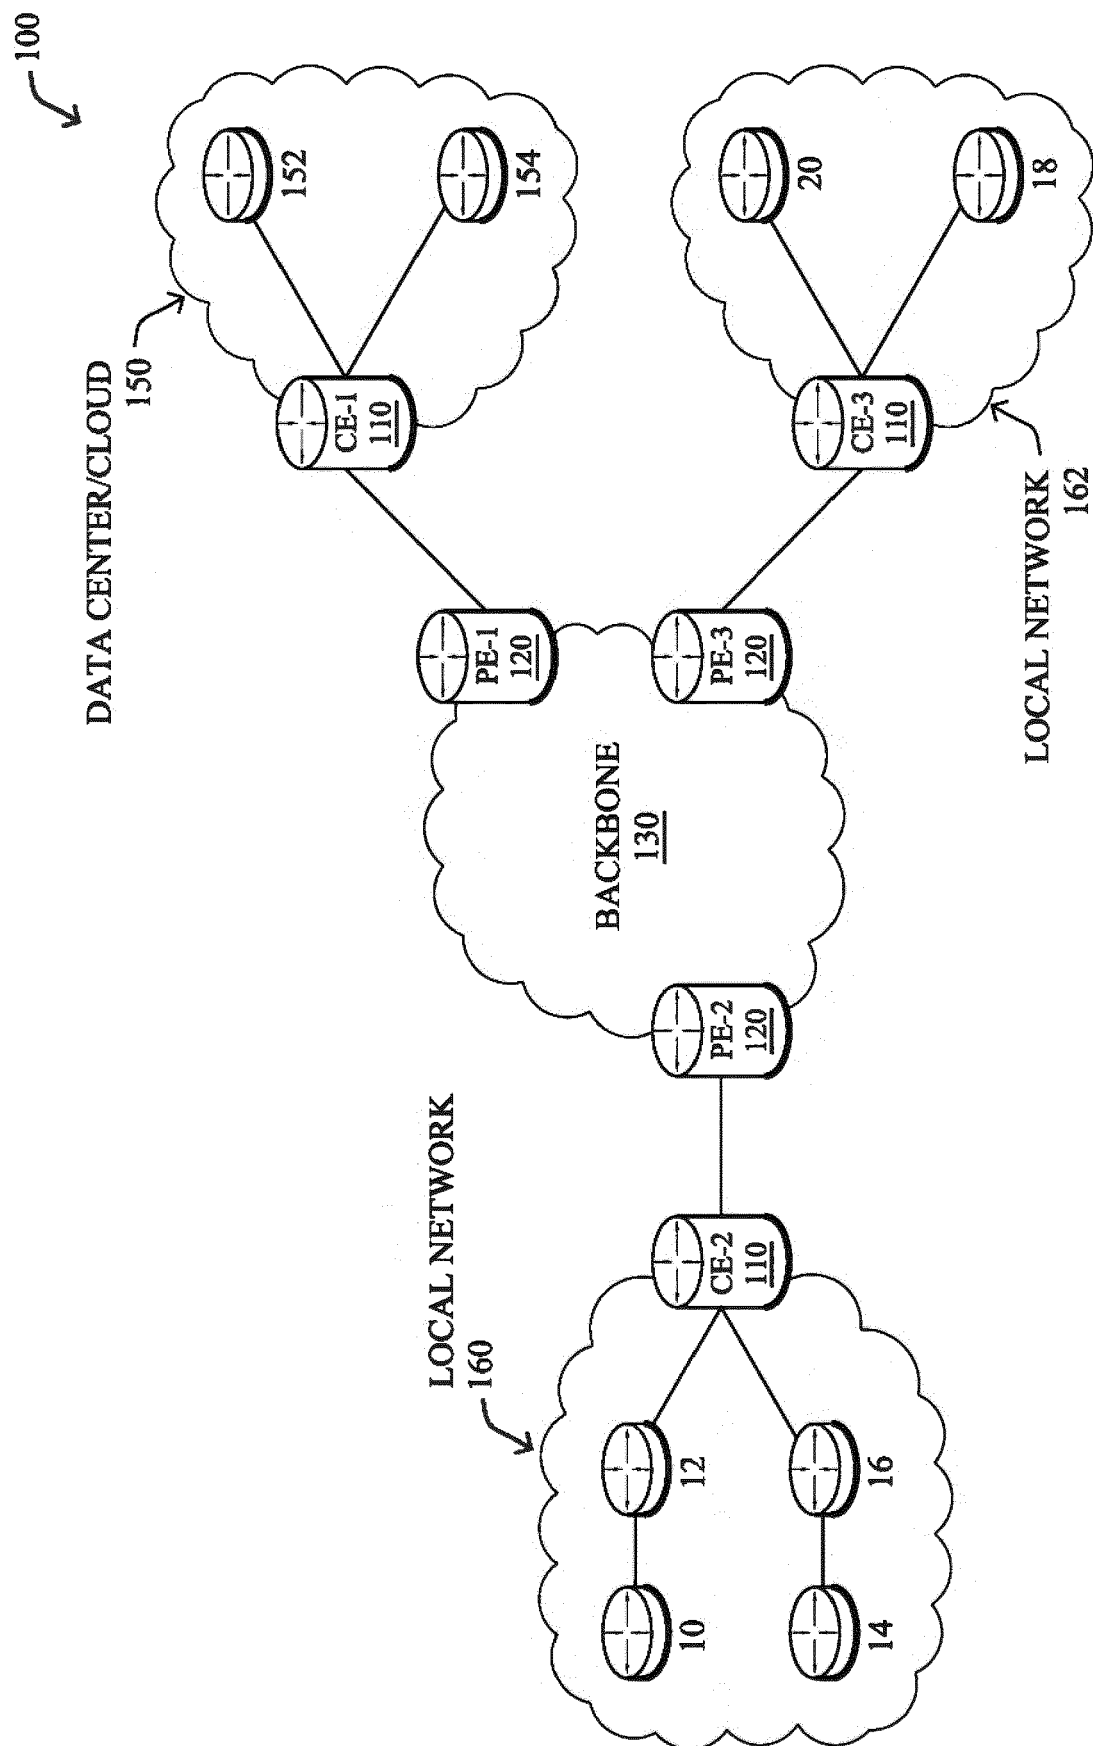 100
DATA CENTER/CLOUD
150
152
154
CE-1
110
PE-1
120
LOCAL NETWORK
160
10
12
14
16
CE-2
110
PE-2
120
BACKBONE
130
PE-3
120
CE-3
110
20
18
LOCAL NETWORK
162